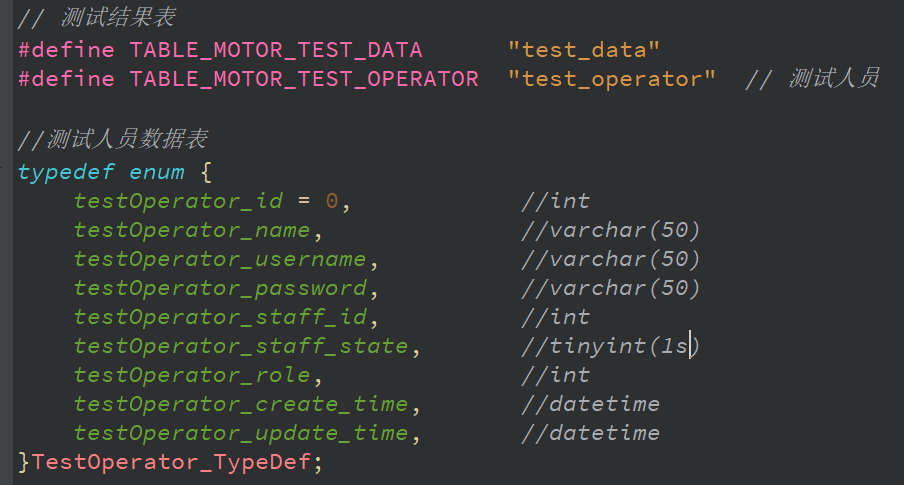 // 测试结果表
#define TABLE_MOTOR_TEST_DATA      "test_data"
#define TABLE_MOTOR_TEST_OPERATOR  "test_operator"  // 测试人员
//测试人员数据表
typedef enum {
    testOperator_id = 0,            //int
    testOperator_name,              //varchar(50)
    testOperator_username,          //varchar(50)
    testOperator_password,          //varchar(50)
    testOperator_staff_id,          //int
    testOperator_staff_state,       //tinyint(1s)
    testOperator_role,              //int
    testOperator_create_time,       //datetime
    testOperator_update_time,       //datetime
}TestOperator_TypeDef;